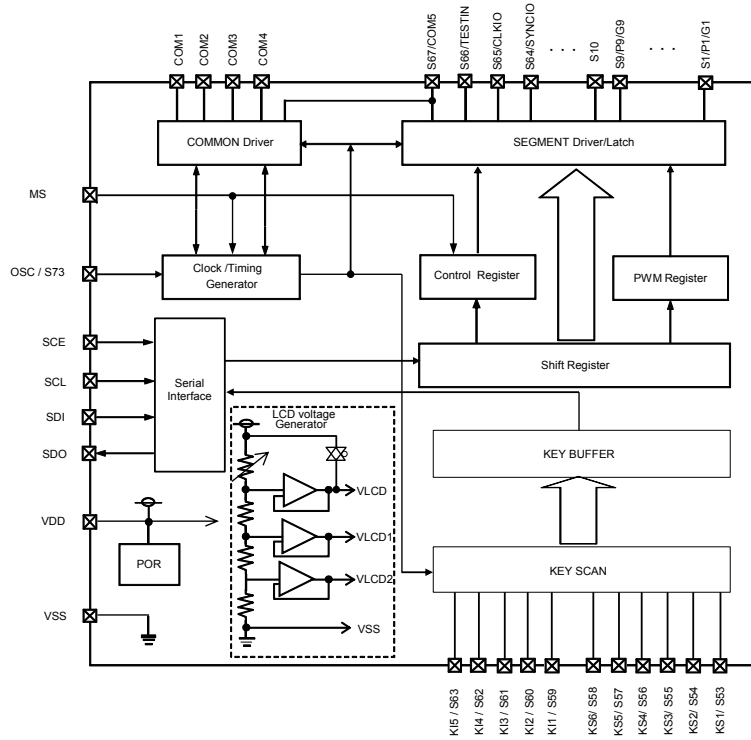 COM1
COM2
COM3
COM4
S67/COM5
S66/TESTIN
S65/CLKIO
S64/SYNCIO
. . .
S10
S9/P9/G9
. . .
S1/P1/G1
COMMON Driver
SEGMENT Driver/Latch
MS
OSC / S73
Clock /Timing
Generator
Control Register
PWM Register
SCE
SCL
SDI
SDO
Serial
Interface
Shift Register
LCD voltage
Generator
KEY BUFFER
VLCD
VDD
VLCD1
POR
VLCD2
KEY SCAN
VSS
VSS
KI5 / S63
KI4 / S62
KI3 / S61
KI2 / S60
KI1 / S59
KS6/ S58
KS5/ S57
KS4/ S56
KS3/ S55
KS2/ S54
KS1/ S53